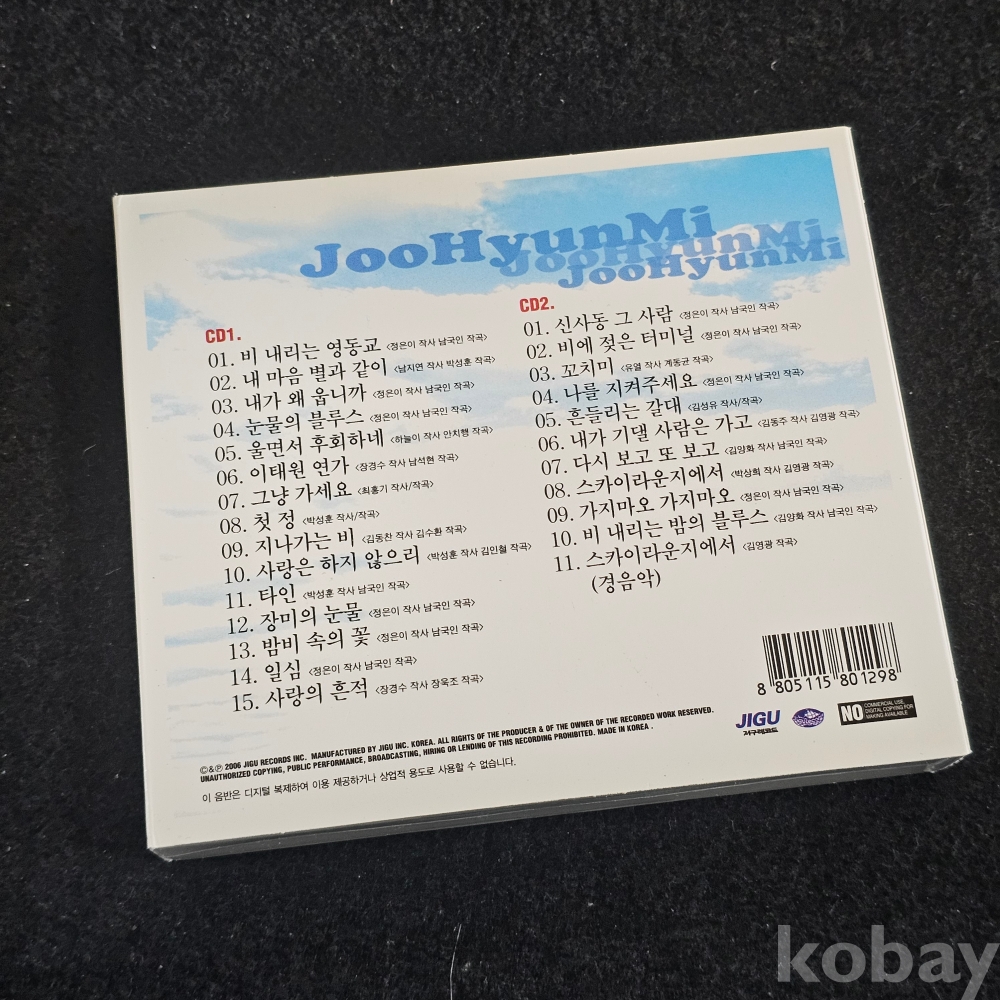 JooHyunMi
JooHyunMi
JooHyunMi
CD1.
01. 비 내리는 영동교 <정은이 작사 남국인 작곡>
02. 내 마음 별과 같이 <남지연 작사 박성훈 작곡>
03. 내가 왜 웁니까 <정은이 작사 남국인 작곡>
04. 눈물의 블루스 <정은이 작사 남국인 작곡>
05. 울면서 후회하네 <하늘이 작사 안치행 작곡>
06. 이태원 연가 <장경수 작사 남석현 작곡>
07. 그냥 가세요 <최홍기 작사/작곡>
08. 첫 정 <박성훈 작사/작곡>
09. 지나가는 비 <김동찬 작사 김수환 작곡>
10. 사랑은 하지 않으리 <박성훈 작사 김인철 작곡>
11. 타인 <박성훈 작사 남국인 작곡>
12. 장미의 눈물 <정은이 작사 남국인 작곡>
13. 밤비 속의 꽃 <정은이 작사 남국인 작곡>
14. 일심 <정은이 작사 남국인 작곡>
15. 사랑의 흔적 <장경수 작사 장욱조 작곡>
CD2.
01. 신사동 그 사람 <정은이 작사 남국인 작곡>
02. 비에 젖은 터미널 <정은이 작사 남국인 작곡>
03. 꼬치미 <유열 작사 계동균 작곡>
04. 나를 지켜주세요 <정은이 작사 남국인 작곡>
05. 흔들리는 갈대 <김성유 작사/작곡>
06. 내가 기댈 사람은 가고 <김동주 작사 김영광 작곡>
07. 다시 보고 또 보고 <김양화 작사 남국인 작곡>
08. 스카이라운지에서 <박상희 작사 김영광 작곡>
09. 가지마오 가지마오 <정은이 작사 남국인 작곡>
10. 비 내리는 밤의 블루스 <김양화 작사 남국인 작곡>
11. 스카이라운지에서 <김영광 작곡>
(경음악)
8 805115 801298
JIGU
지구레코드
NO COMMERCIAL USE, DIGITAL COPYING FOR MAKING AVAILABLE
©&℗ 2006 JIGU RECORDS INC. MANUFACTURED BY JIGU INC. KOREA. ALL RIGHTS OF THE PRODUCER & OF THE OWNER OF THE RECORDED WORK RESERVED.
UNAUTHORIZED COPYING, PUBLIC PERFORMANCE, BROADCASTING, HIRING OR LENDING OF THIS RECORDING PROHIBITED. MADE IN KOREA .
이 음반은 디지털 복제하여 이용 제공하거나 상업적 용도로 사용할 수 없습니다.
kobay